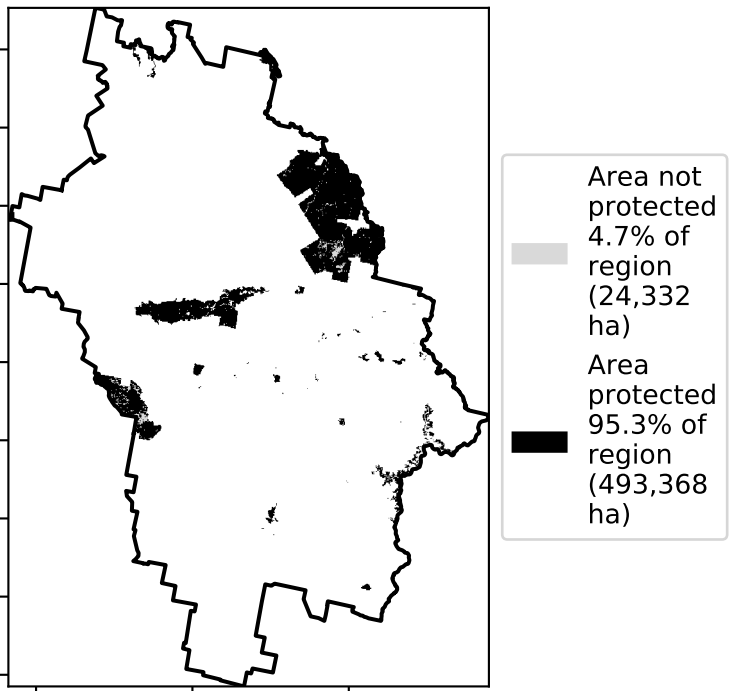 Area not
protected
4.7% of
region
(24,332
ha)
Area
protected
95.3% of
region
(493,368
ha)